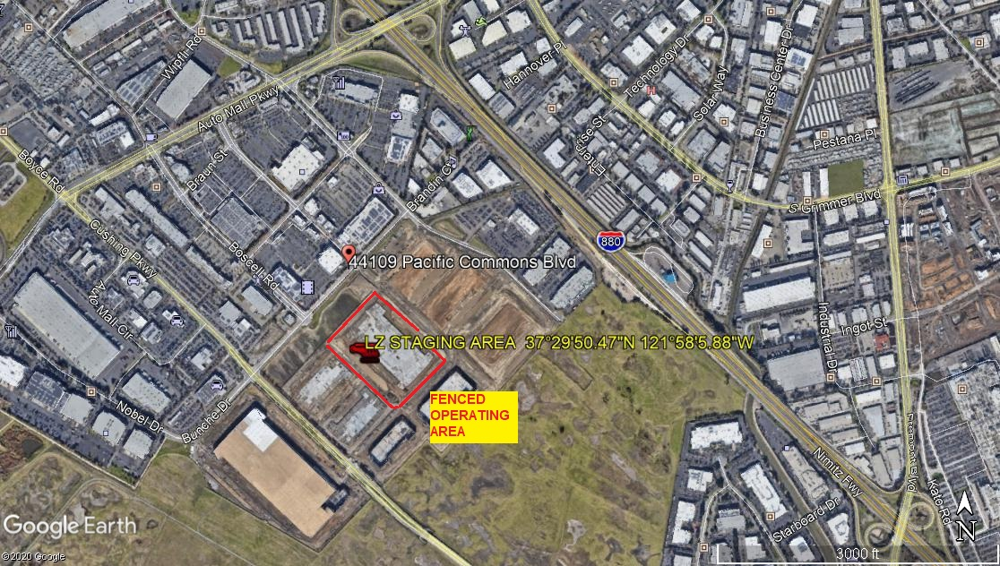 Wipfli Rd
Auto Mall Pkwy
Hannover Pl
Technology Dr
Solar Way
Business Center Dr
Enterprise St
Pestana Pl
S Grimmer Blvd
Boyce Rd
Braun St
Brandin Ct
Cushing Pkwy
Boscell Rd
880
44109 Pacific Commons Blvd
Auto Mall Cir
Ingot St
Industrial Dr
LZ STAGING AREA 37°29'50.47"N 121°58'5.88"W
FENCED
OPERATING
AREA
Nobel Dr
Bunche Dr
Fremont Blvd
Nimitz Fwy
Kato Rd
Starboard Dr
Google Earth
N
3000 ft
©2020 Google